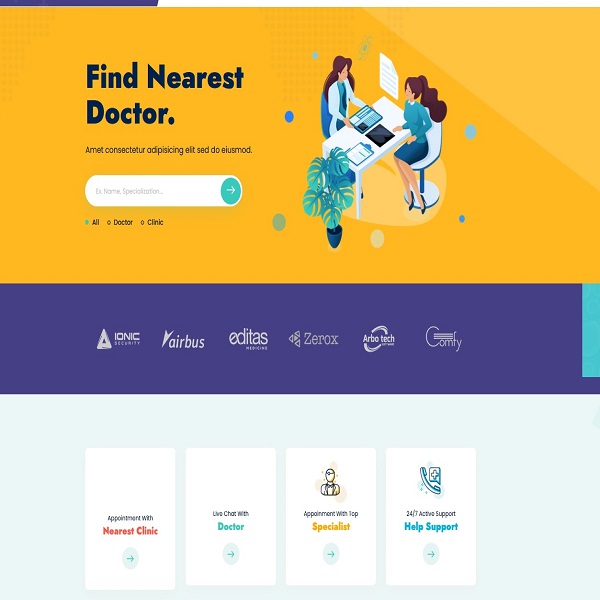 Find Nearest
Doctor.
Amet consectetur adipisicing elit sed do eiusmod.
Ex. Name, Specialization...
All Doctor Clinic
IONIC
SECURITY
airbus
editas
MEDICINE
Zerox
Arbo tech
SOFTWARE
Comfy
Appointment With
Nearest Clinic
Live Chat With
Doctor
Appoinment With Top
Specialist
24/7 Active Support
Help Support